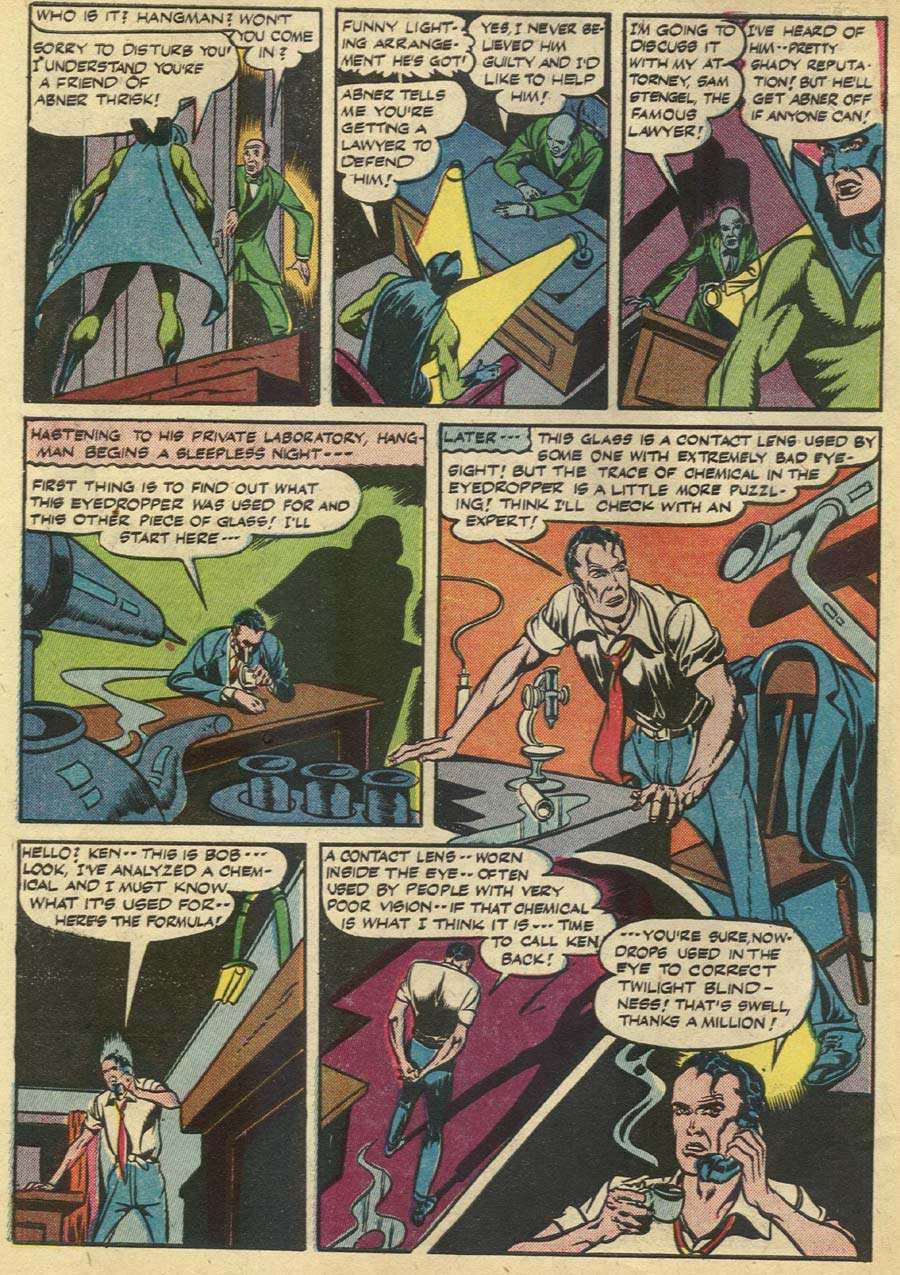 WHO IS IT? HANGMAN? WON'T
YOU COME
IN?
SORRY TO DISTURB YOU!
I UNDERSTAND YOU'RE
A FRIEND OF
ABNER THRISK!
FUNNY LIGHT-
ING ARRANGE-
MENT HE'S GOT!
ABNER TELLS
ME YOU'RE
GETTING A
LAWYER TO
DEFEND
HIM!
YES, I NEVER BE-
LIEVED HIM
GUILTY AND I'D
LIKE TO HELP
HIM!
I'M GOING TO
DISCUSS IT
WITH MY AT-
TORNEY, SAM
STENGEL, THE
FAMOUS
LAWYER!
I'VE HEARD OF
HIM--PRETTY
SHADY REPUTA-
TION! BUT HE'LL
GET ABNER OFF
IF ANYONE CAN!
HASTENING TO HIS PRIVATE LABORATORY, HANG-
MAN BEGINS A SLEEPLESS NIGHT---
FIRST THING IS TO FIND OUT WHAT
THIS EYEDROPPER WAS USED FOR AND
THIS OTHER PIECE OF GLASS! I'LL
START HERE---
LATER---
THIS GLASS IS A CONTACT LENS USED BY
SOME ONE WITH EXTREMELY BAD EYE-
SIGHT! BUT THE TRACE OF CHEMICAL IN THE
EYEDROPPER IS A LITTLE MORE PUZZL-
ING! THINK I'LL CHECK WITH AN
EXPERT!
HELLO? KEN--THIS IS BOB---
LOOK, I'VE ANALYZED A CHEM-
ICAL AND I MUST KNOW
WHAT IT'S USED FOR--
HERE'S THE FORMULA!
A CONTACT LENS--WORN
INSIDE THE EYE--OFTEN
USED BY PEOPLE WITH VERY
POOR VISION--IF THAT CHEMICAL
IS WHAT I THINK IT IS---TIME
TO CALL KEN
BACK!
---YOU'RE SURE, NOW-
DROPS USED IN THE
EYE TO CORRECT
TWILIGHT BLIND-
NESS! THAT'S SWELL,
THANKS A MILLION!